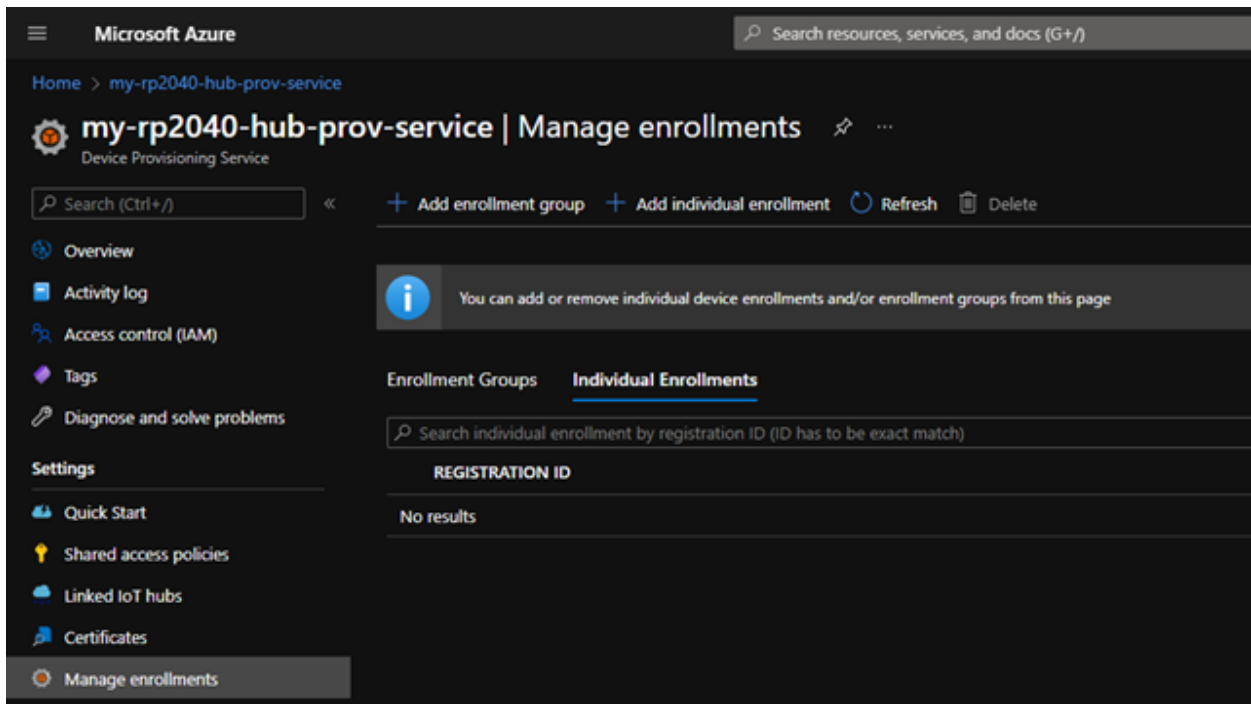 Microsoft Azure
Search resources, services, and docs (G+/)
Home > my-rp2040-hub-prov-service
my-rp2040-hub-prov-service | Manage enrollments
Device Provisioning Service
Search (Ctrl+/)
Add enrollment group
Add individual enrollment
Refresh
Delete
Overview
Activity log
Access control (IAM)
Tags
Diagnose and solve problems
Settings
Quick Start
Shared access policies
Linked IoT hubs
Certificates
Manage enrollments
You can add or remove individual device enrollments and/or enrollment groups from this page
Enrollment Groups
Individual Enrollments
Search individual enrollment by registration ID (ID has to be exact match)
REGISTRATION ID
No results